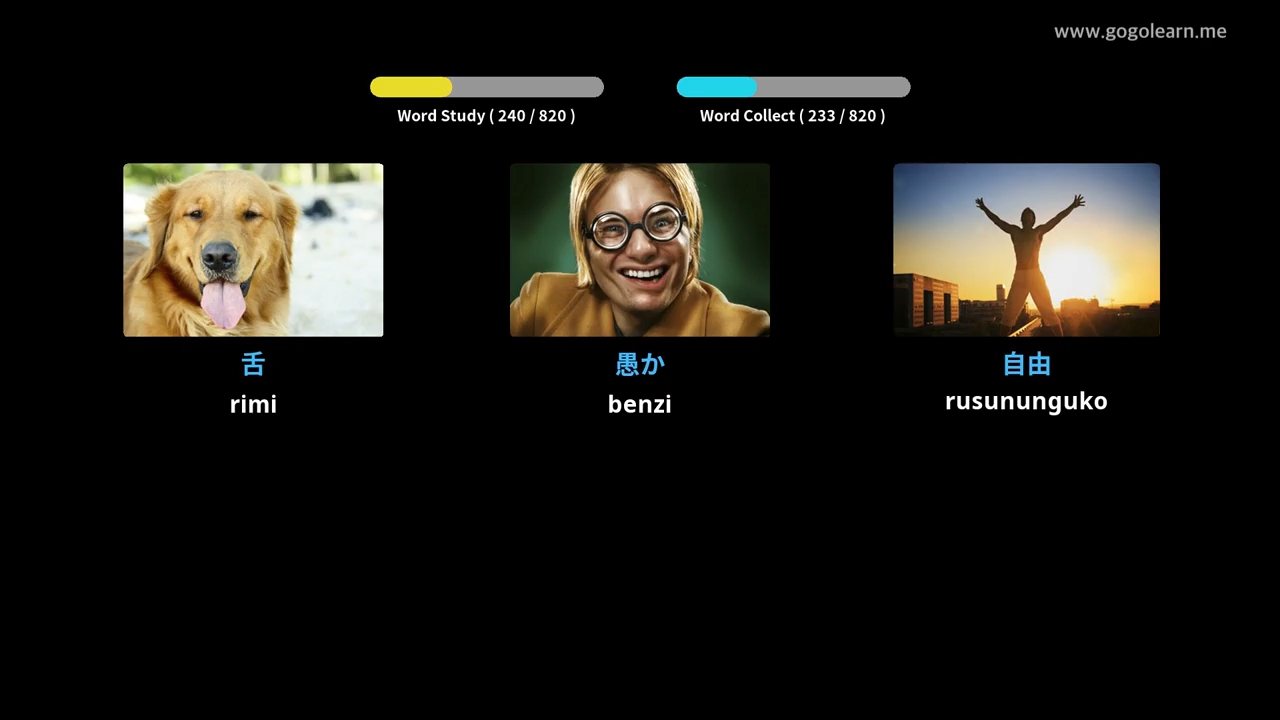 www.gogolearn.me
Word Study ( 240 / 820 )
Word Collect ( 233 / 820 )
舌
愚か
自由
rimi
benzi
rusununguko